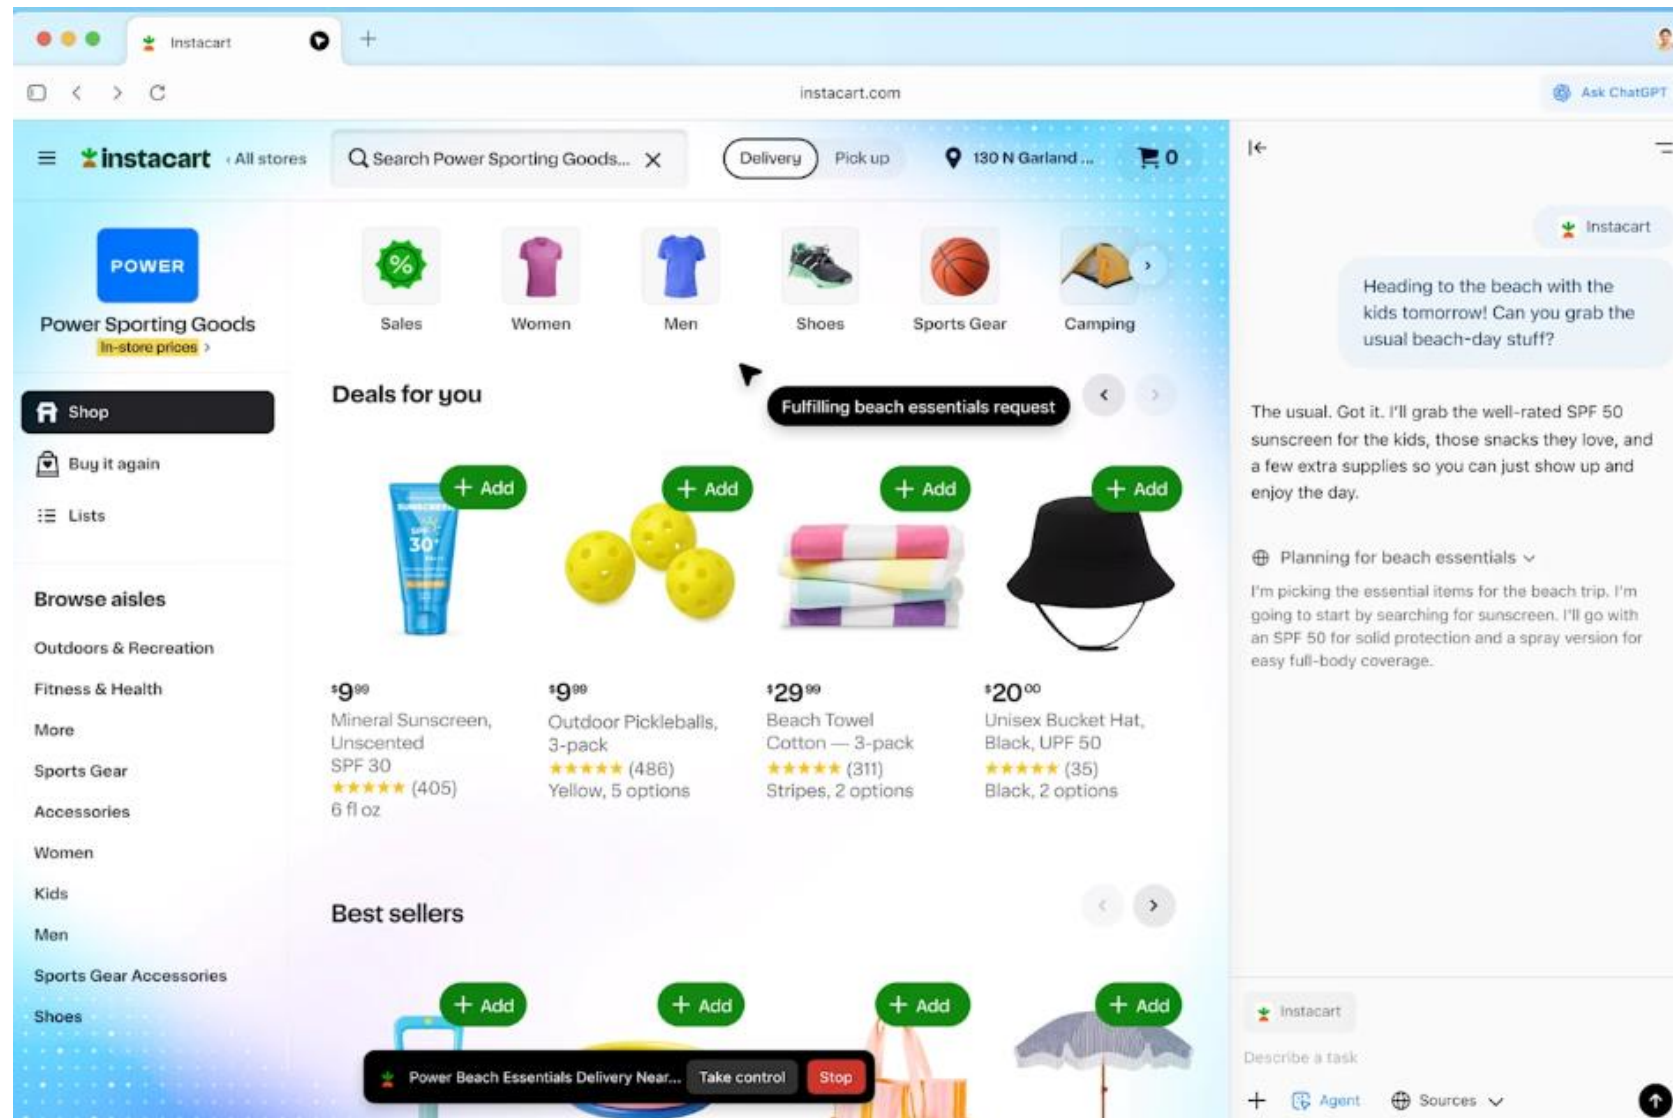 Instacart
instacart.com
Ask ChatGPT
instacart
‹ All stores
Search Power Sporting Goods...
Delivery
Pick up
130 N Garland ...
0
POWER
Power Sporting Goods
In-store prices >
Shop
Buy it again
Lists
Browse aisles
Outdoors & Recreation
Fitness & Health
More
Sports Gear
Accessories
Women
Kids
Men
Sports Gear Accessories
Shoes
%
Sales
Women
Men
Shoes
Sports Gear
Camping
Deals for you
Fulfilling beach essentials request
+ Add
+ Add
+ Add
+ Add
SUNSCREEN
SPF
30+
$9.99
Mineral Sunscreen,
Unscented
SPF 30
★★★★★ (405)
6 fl oz
$9.99
Outdoor Pickleballs,
3-pack
★★★★★ (486)
Yellow, 5 options
$29.99
Beach Towel
Cotton — 3-pack
★★★★★ (311)
Stripes, 2 options
$20.00
Unisex Bucket Hat,
Black, UPF 50
★★★★★ (35)
Black, 2 options
Best sellers
+ Add
+ Add
+ Add
+ Add
Power Beach Essentials Delivery Near...
Take control
Stop
Instacart
Heading to the beach with the
kids tomorrow! Can you grab the
usual beach-day stuff?
The usual. Got it. I'll grab the well-rated SPF 50
sunscreen for the kids, those snacks they love, and
a few extra supplies so you can just show up and
enjoy the day.
Planning for beach essentials
I'm picking the essential items for the beach trip. I'm
going to start by searching for sunscreen. I'll go with
an SPF 50 for solid protection and a spray version for
easy full-body coverage.
Instacart
Describe a task
Agent
Sources